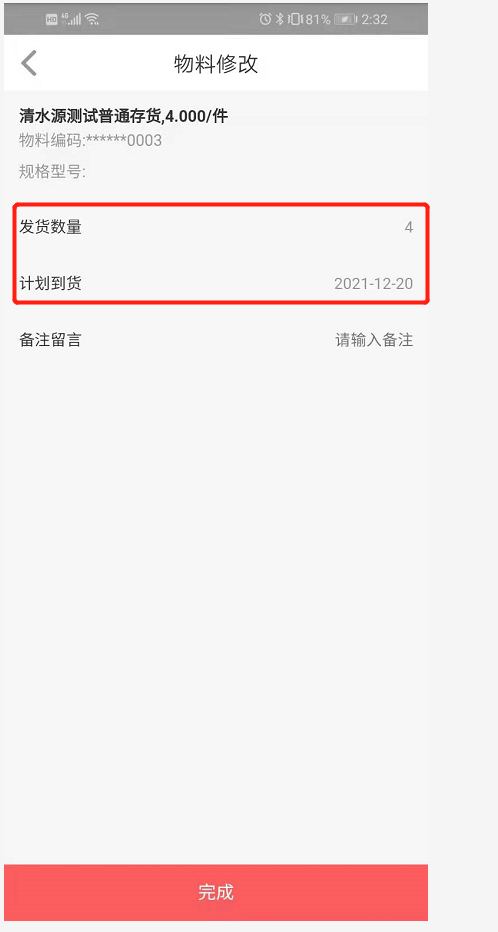 HD 4G 81% 2:32
物料修改
清水源测试普通存货,4.000/件
物料编码:******0003
规格型号:
发货数量 4
计划到货 2021-12-20
备注留言 请输入备注
完成